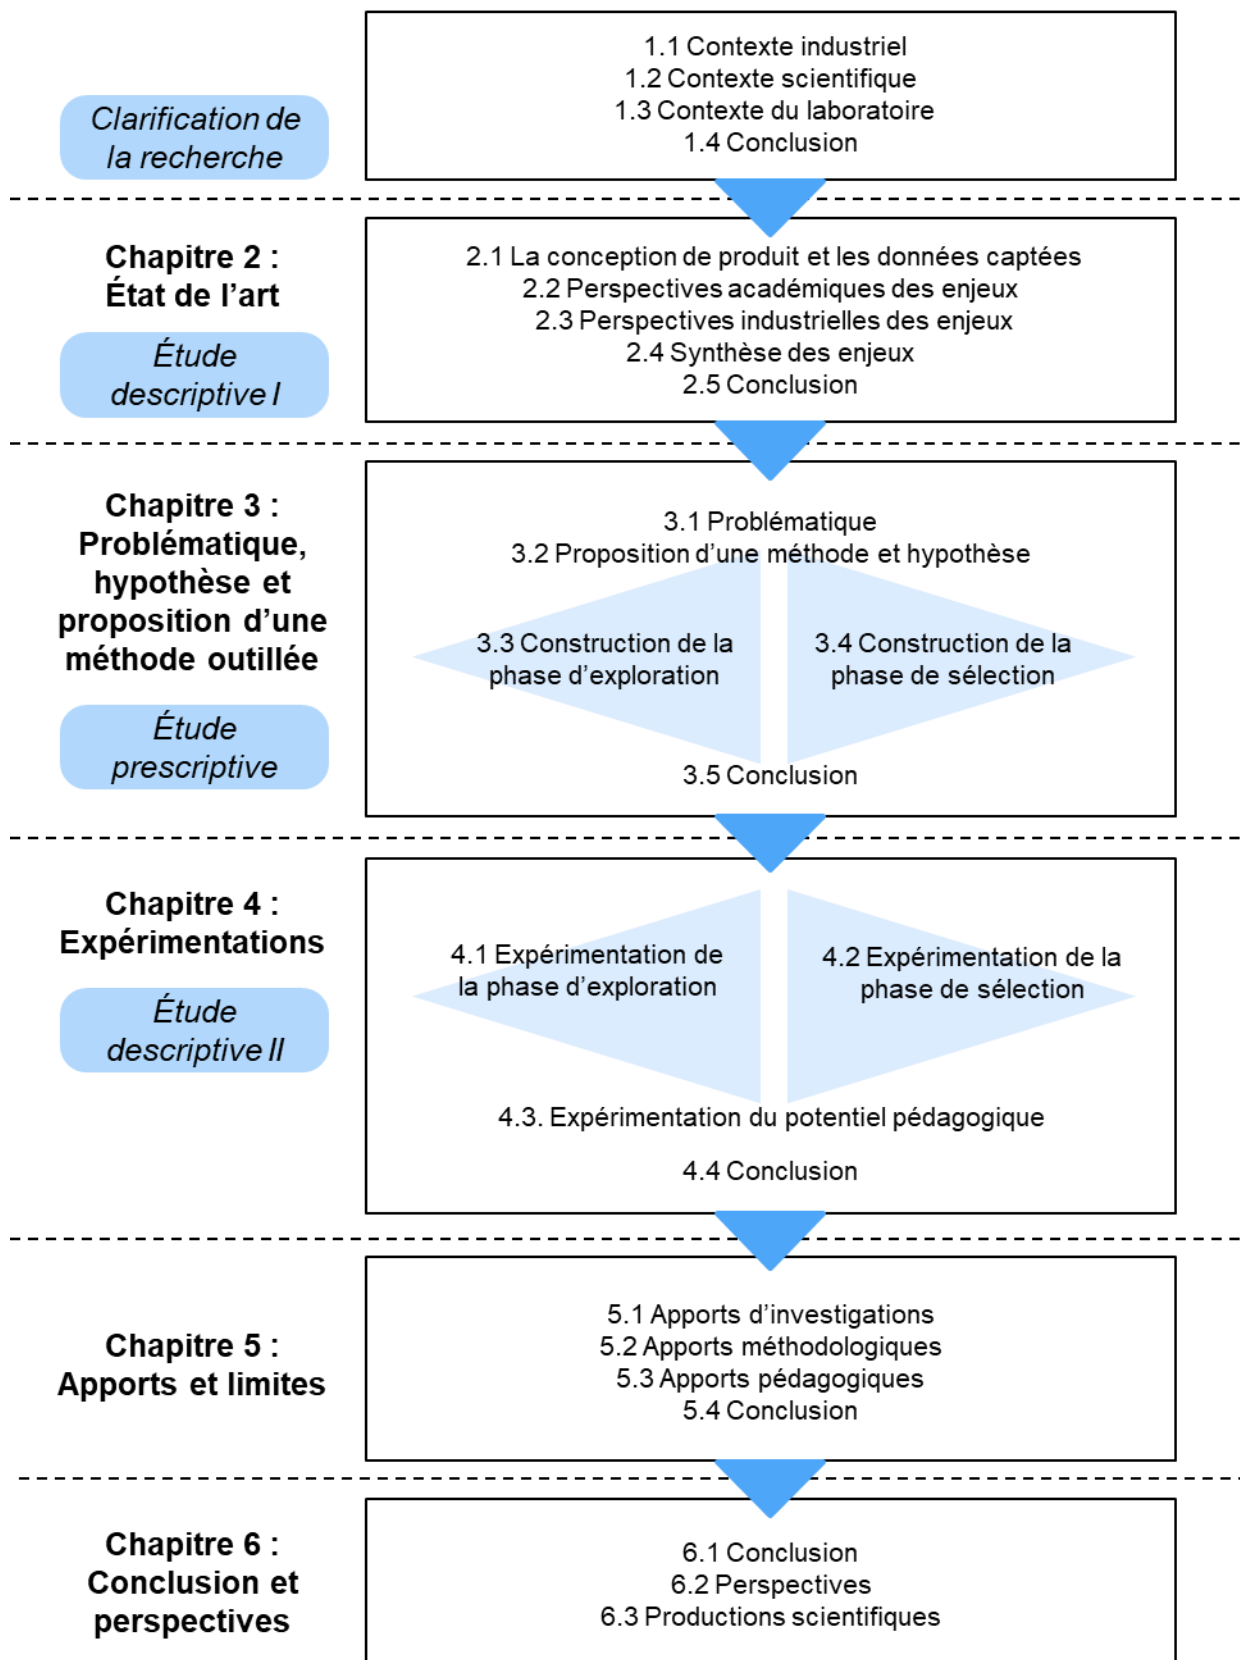 1.1 Contexte industriel
1.2 Contexte scientifique
1.3 Contexte du laboratoire
1.4 Conclusion
Clarification de
la recherche
Chapitre 2 :
État de l’art
Étude
descriptive I
2.1 La conception de produit et les données captées
2.2 Perspectives académiques des enjeux
2.3 Perspectives industrielles des enjeux
2.4 Synthèse des enjeux
2.5 Conclusion
Chapitre 3 :
Problématique,
hypothèse et
proposition d’une
méthode outillée
Étude
prescriptive
3.1 Problématique
3.2 Proposition d’une méthode et hypothèse
3.3 Construction de la
phase d’exploration
3.4 Construction de la
phase de sélection
3.5 Conclusion
Chapitre 4 :
Expérimentations
Étude
descriptive II
4.1 Expérimentation de
la phase d’exploration
4.2 Expérimentation de la
phase de sélection
4.3. Expérimentation du potentiel pédagogique
4.4 Conclusion
Chapitre 5 :
Apports et limites
5.1 Apports d’investigations
5.2 Apports méthodologiques
5.3 Apports pédagogiques
5.4 Conclusion
Chapitre 6 :
Conclusion et
perspectives
6.1 Conclusion
6.2 Perspectives
6.3 Productions scientifiques